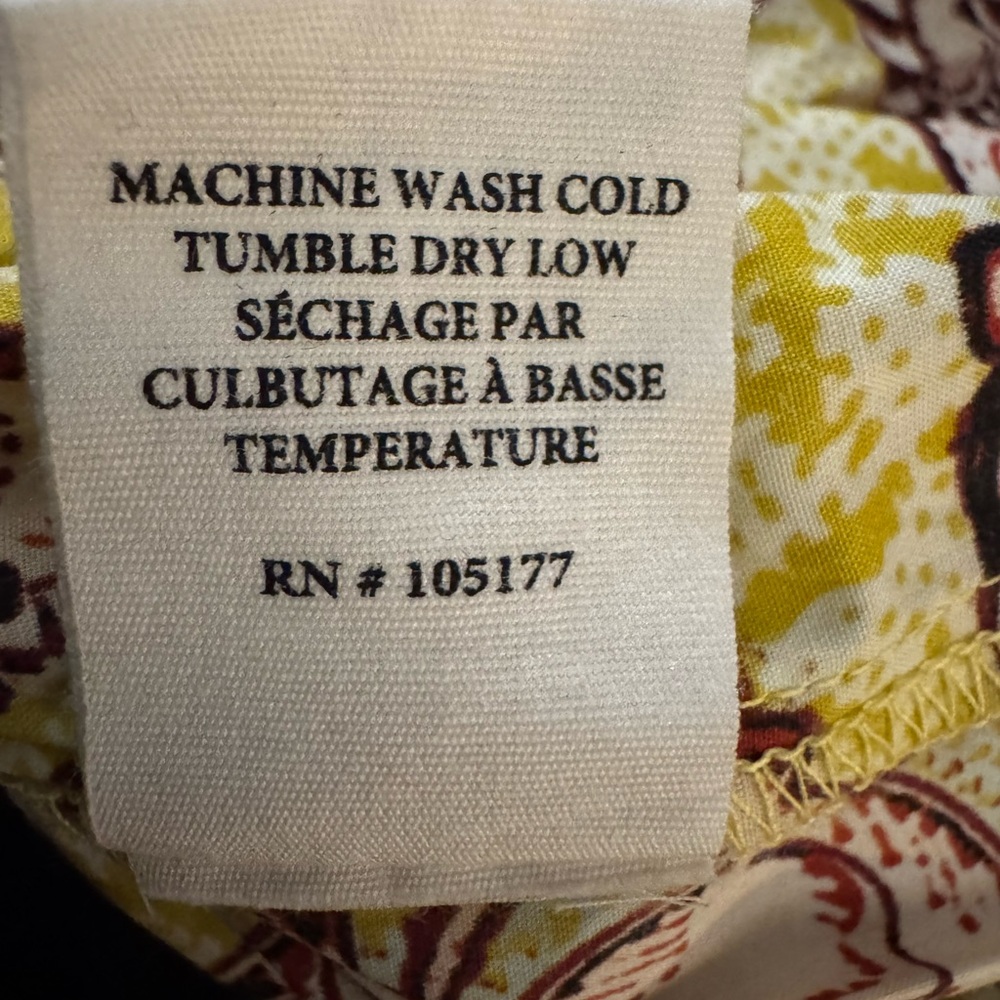 MACHINE WASH COLD
TUMBLE DRY LOW
SÉCHAGE PAR
CULBUTAGE À BASSE
TEMPERATURE
RN # 105177